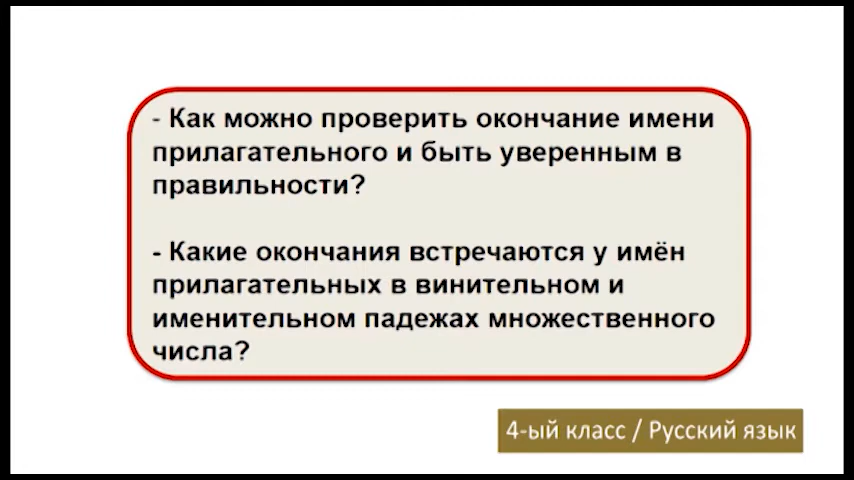 - Как можно проверить окончание имени
прилагательного и быть уверенным в
правильности?
- Какие окончания встречаются у имён
прилагательных в винительном и
именительном падежах множественного
числа?
4-ый класс / Русский язык